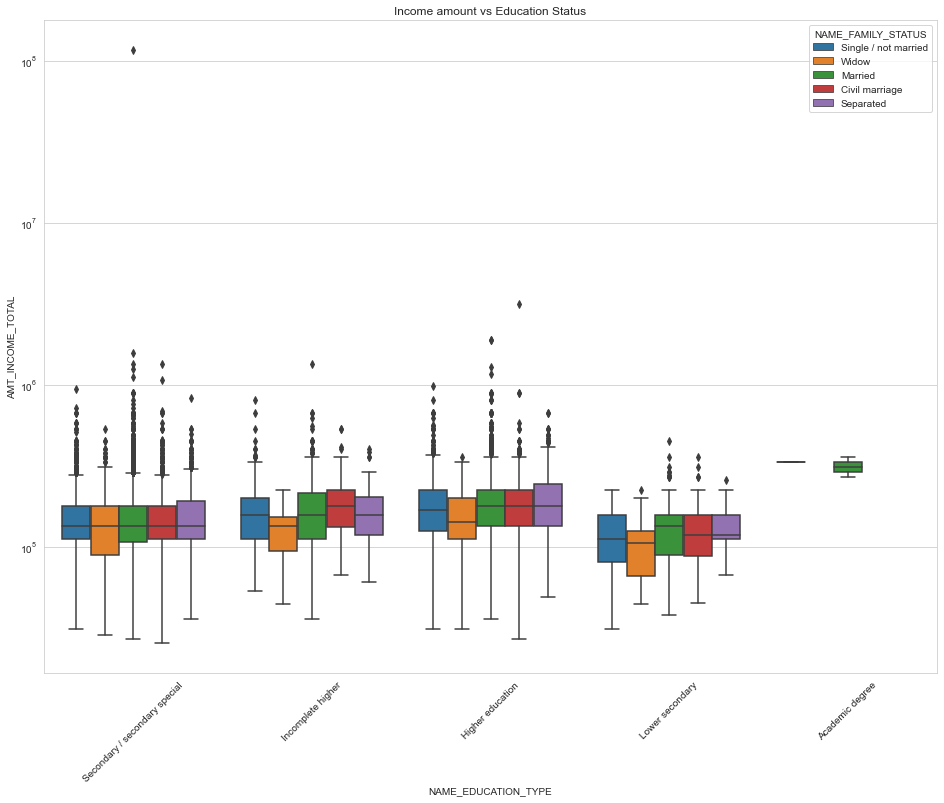 Income amount vs Education Status
NAME_FAMILY_STATUS
Single / not married
Widow
Married
Civil marriage
Separated
10^8
10^7
10^6
10^5
AMT_INCOME_TOTAL
Secondary / secondary special
Incomplete higher
Higher education
Lower secondary
Academic degree
NAME_EDUCATION_TYPE